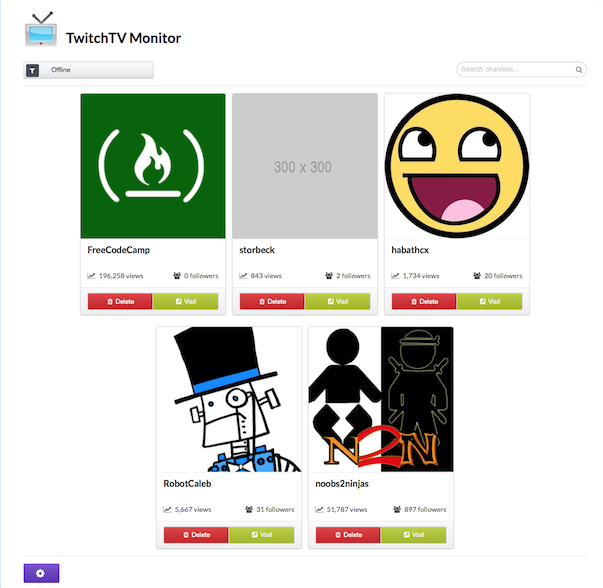 TwitchTV Monitor
Offline
Search channels...
300 x 300
FreeCodeCamp
storbeck
habathcx
196,258 views
0 followers
843 views
2 followers
1,734 views
20 followers
Delete
Visit
Delete
Visit
Delete
Visit
N2N
RobotCaleb
noobs2ninjas
5,667 views
31 followers
51,787 views
897 followers
Delete
Visit
Delete
Visit